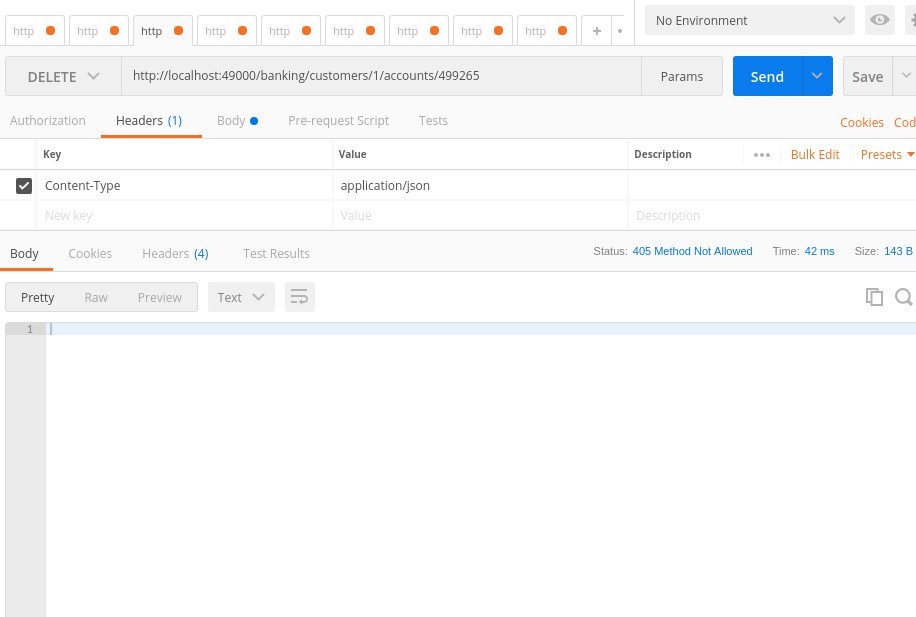 http http http http http http http http http + No Environment
DELETE http://localhost:49000/banking/customers/1/accounts/499265 Params Send Save
Authorization Headers (1) Body Pre-request Script Tests Cookies Cod
Key Value Description ••• Bulk Edit Presets
Content-Type application/json
New key Value Description
Body Cookies Headers (4) Test Results Status: 405 Method Not Allowed Time: 42 ms Size: 143 B
Pretty Raw Preview Text
1